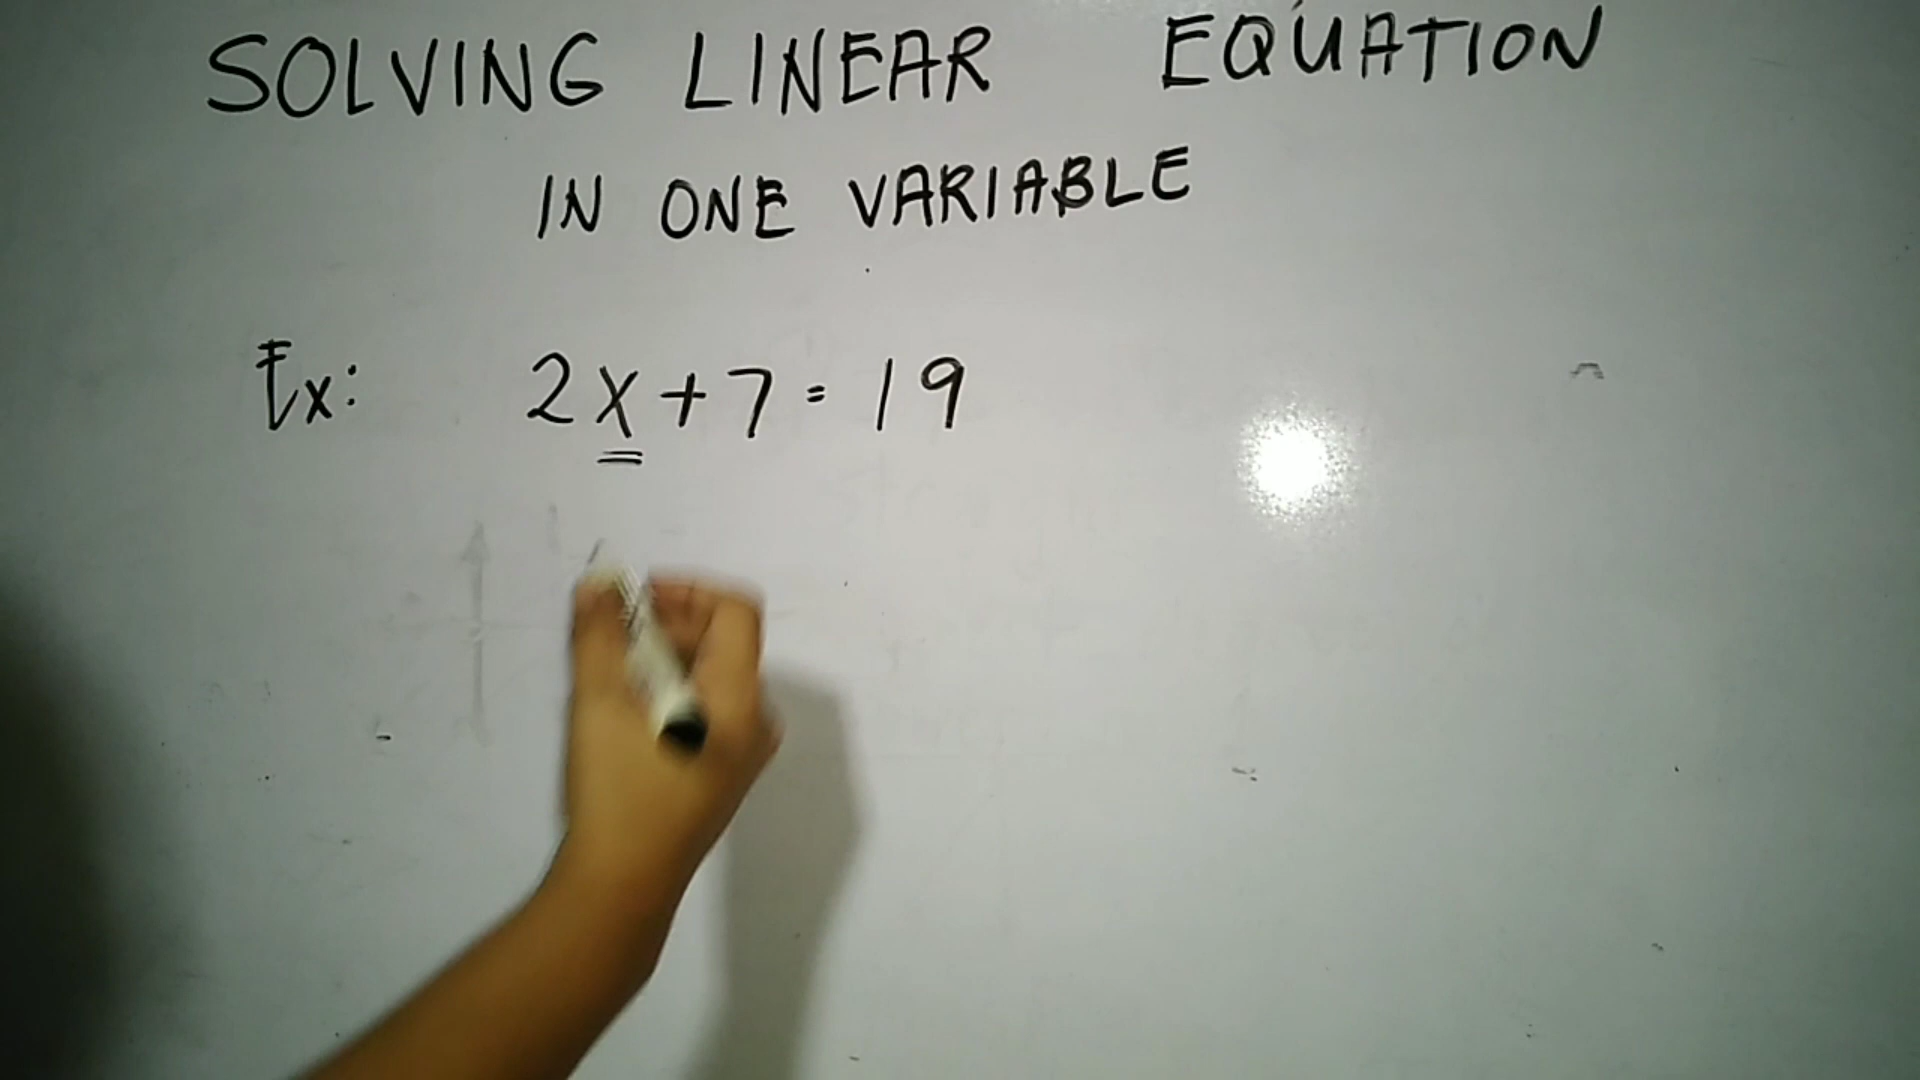 SOLVING LINEAR EQUATION
IN ONE VARIABLE
Ex: 2x+7=19